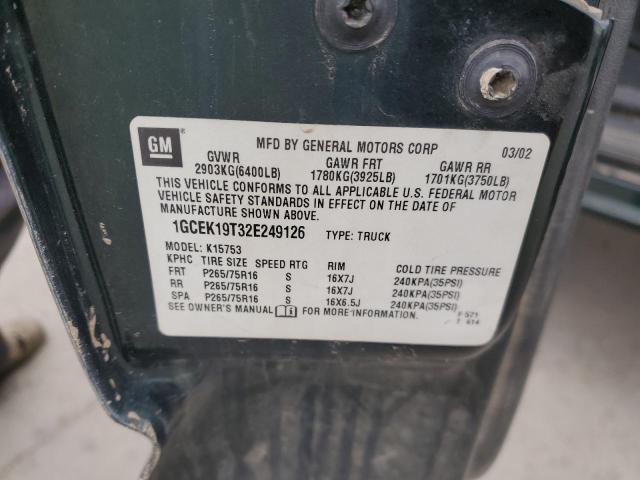 GM ® MFD BY GENERAL MOTORS CORP 03/02
GVWR GAWR FRT GAWR RR
2903KG(6400LB) 1780KG(3925LB) 1701KG(3750LB)
THIS VEHICLE CONFORMS TO ALL APPLICABLE U.S. FEDERAL MOTOR
VEHICLE SAFETY STANDARDS IN EFFECT ON THE DATE OF
MANUFACTURE SHOWN ABOVE.
1GCEK19T32E249126 TYPE: TRUCK
MODEL: K15753
KPHC TIRE SIZE SPEED RTG RIM COLD TIRE PRESSURE
FRT P265/75R16 S 16X7J 240KPA(35PSI)
RR P265/75R16 S 16X7J 240KPA(35PSI)
SPA P265/75R16 S 16X6.5J 240KPA(35PSI)
SEE OWNER'S MANUAL FOR MORE INFORMATION. F-521
T 614